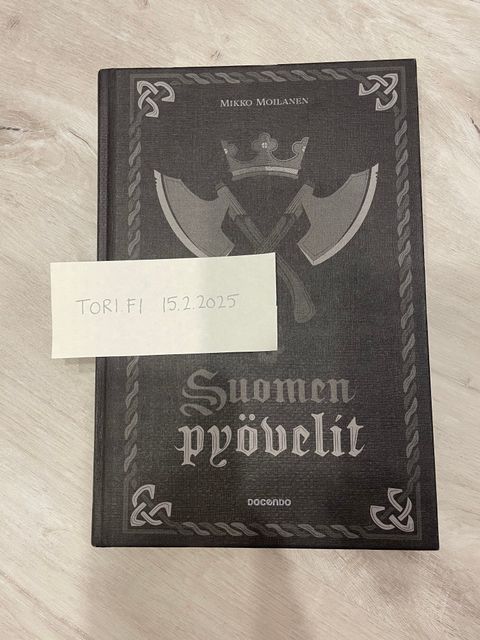 MIKKO MOILANEN
TORI.FI 15.2.2025
Suomen
pyövelit
DOCENDO